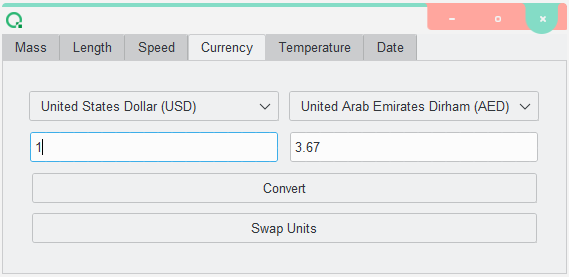 Mass Length Speed Currency Temperature Date
United States Dollar (USD) United Arab Emirates Dirham (AED)
1 3.67
Convert
Swap Units